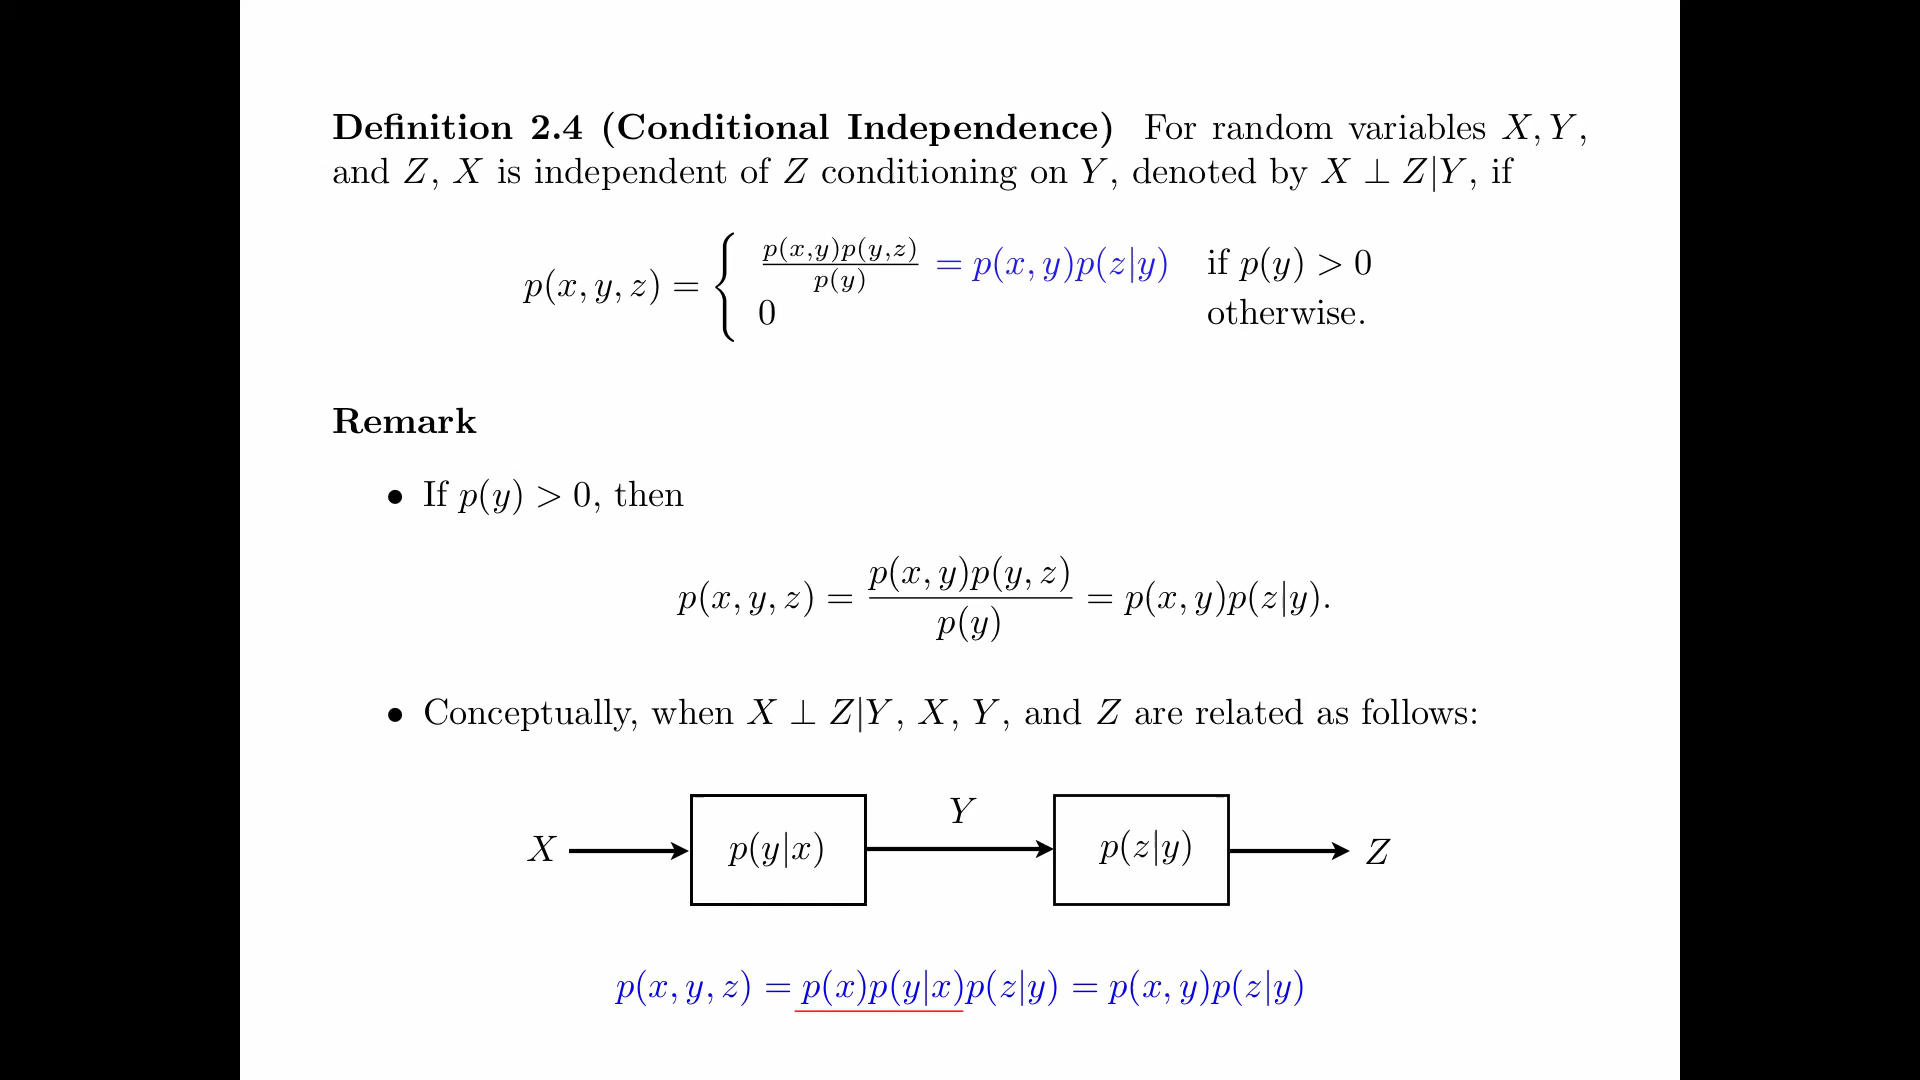 Definition 2.4 (Conditional Independence) For random variables X, Y,
and Z, X is independent of Z conditioning on Y, denoted by X ⊥ Z|Y, if
p(x, y, z) = { p(x,y)p(y,z) / p(y) = p(x, y)p(z|y) if p(y) > 0
0 otherwise.
Remark
• If p(y) > 0, then
p(x, y, z) = p(x, y)p(y, z) / p(y) = p(x, y)p(z|y).
• Conceptually, when X ⊥ Z|Y, X, Y, and Z are related as follows:
X p(y|x) Y p(z|y) Z
p(x, y, z) = p(x)p(y|x)p(z|y) = p(x, y)p(z|y)